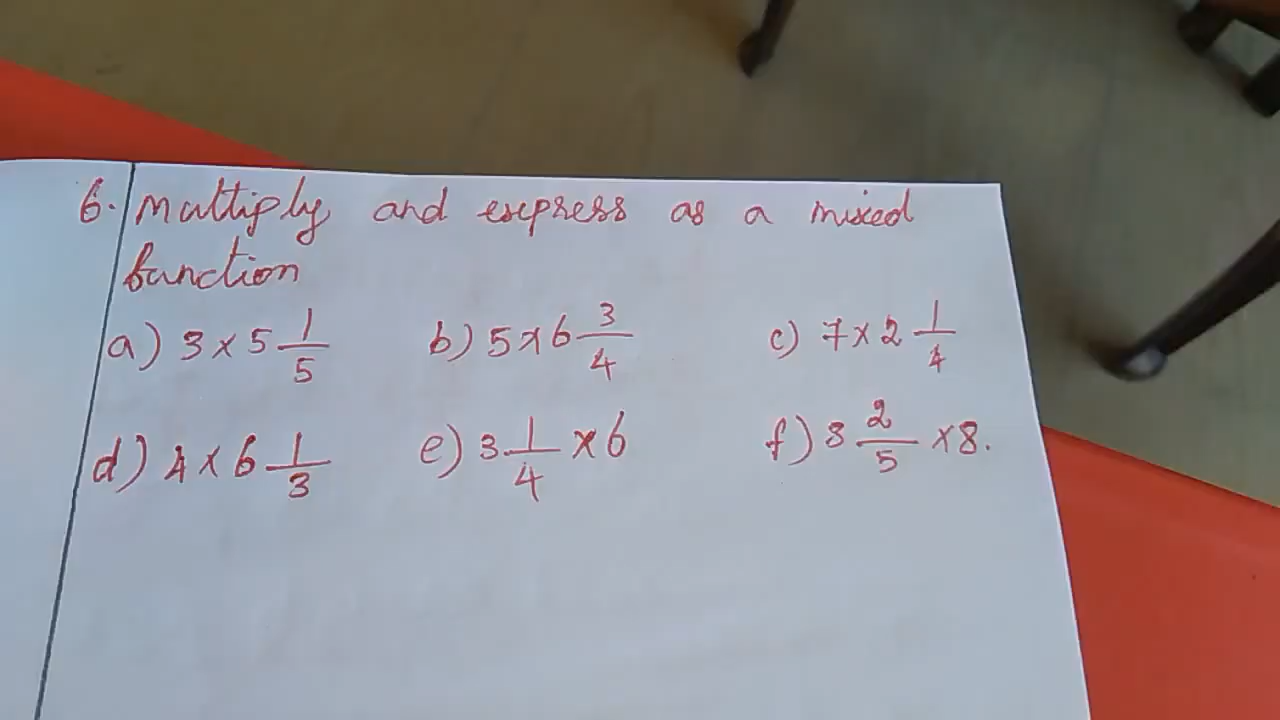 6. Multiply and express as a mixed
function
a) 3 x 5 1/5 b) 5 x 6 3/4 c) 7 x 2 1/4
d) 4 x 6 1/3 e) 3 1/4 x 6 f) 3 2/5 x 8.